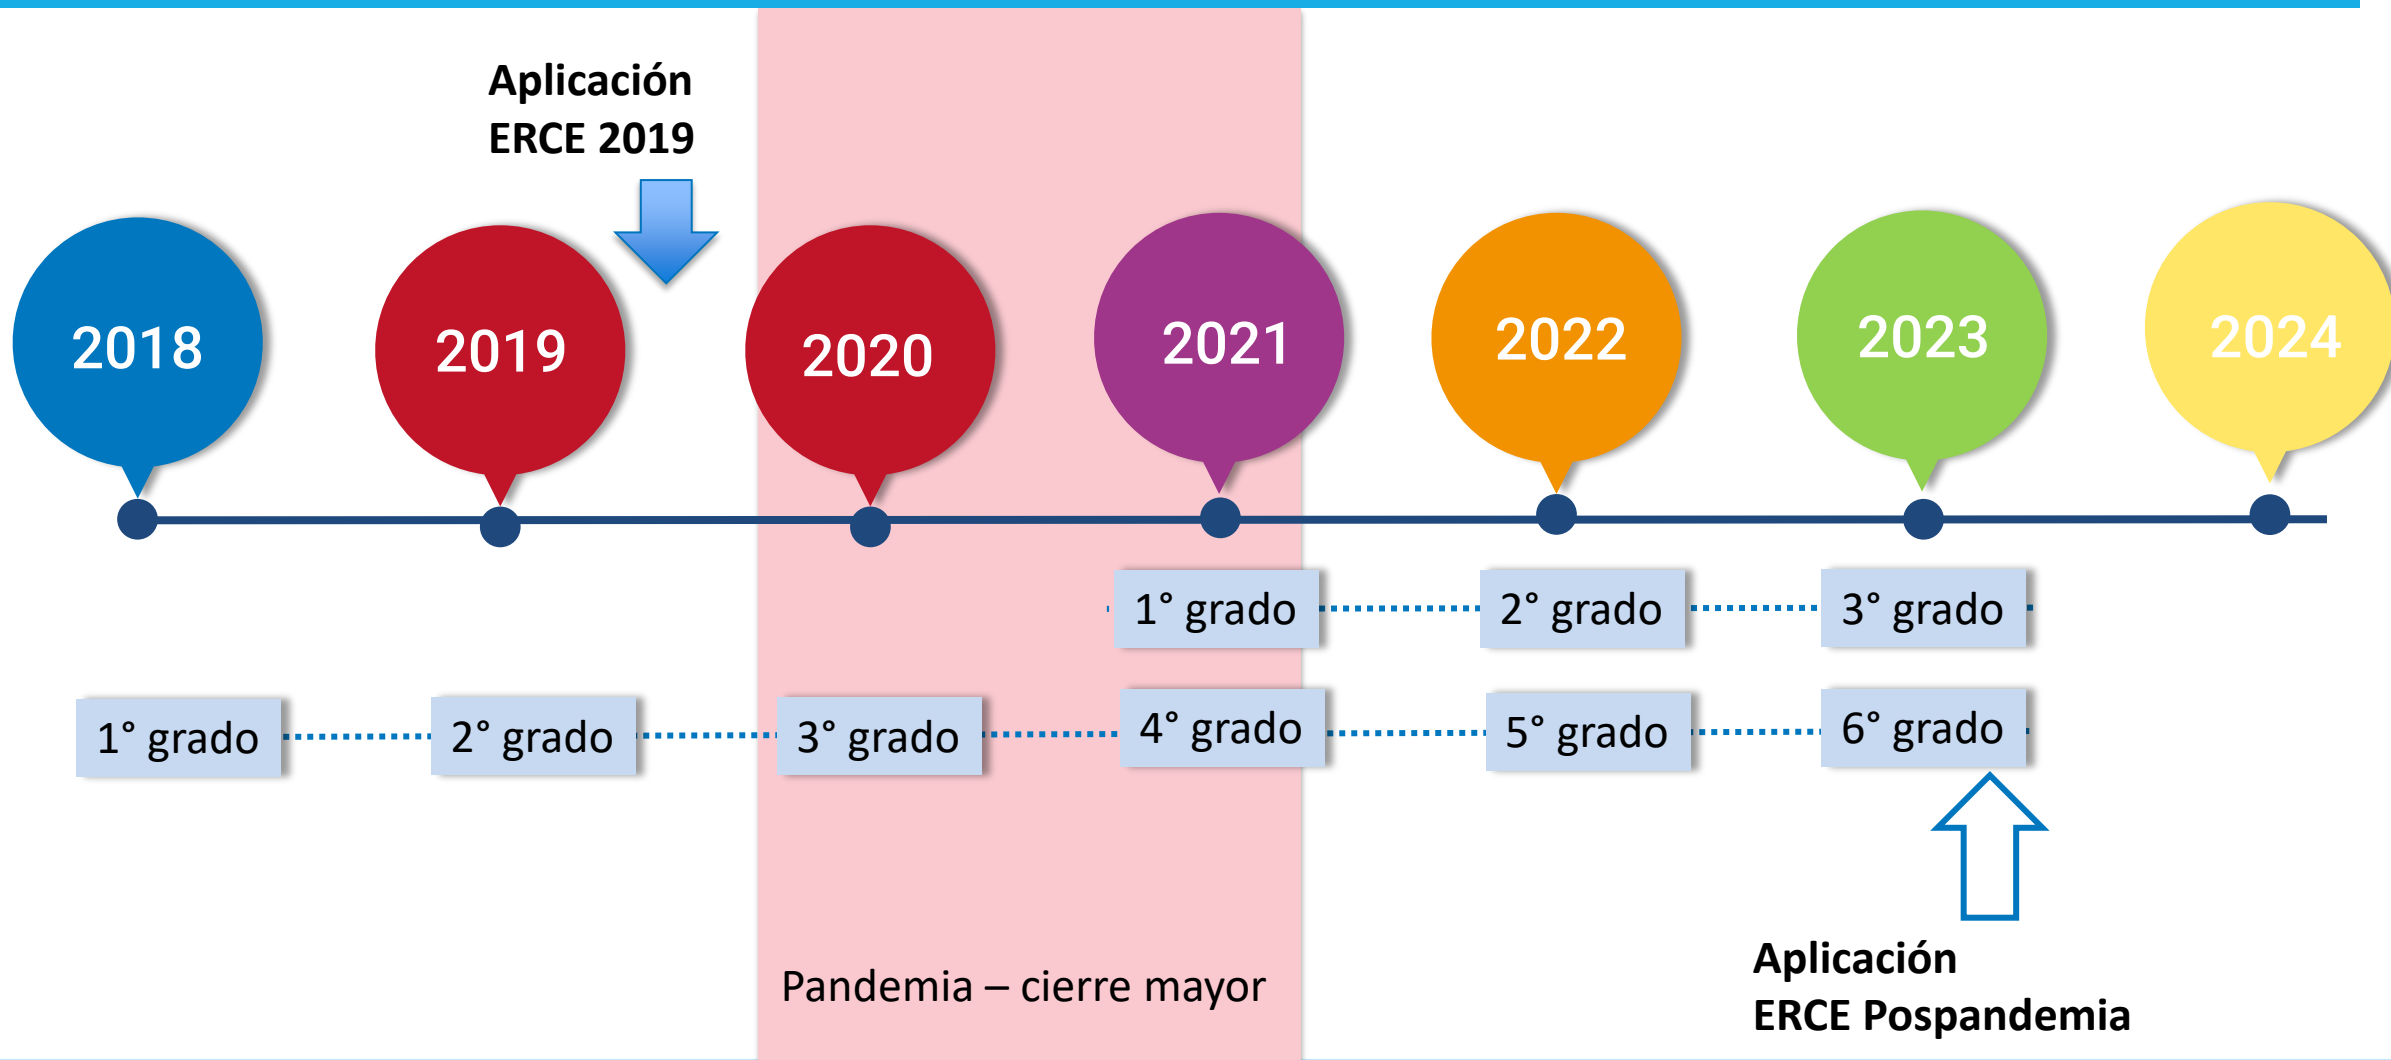 Aplicación
ERCE 2019
2018
2019
2020
2021
2022
2023
2024
1° grado
2° grado
3° grado
1° grado
2° grado
3° grado
4° grado
5° grado
6° grado
Pandemia – cierre mayor
Aplicación
ERCE Pospandemia